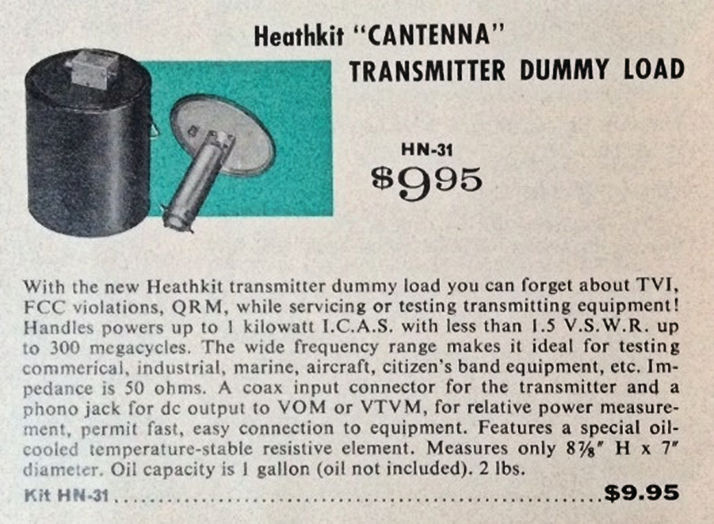 Heathkit "CANTENNA"
TRANSMITTER DUMMY LOAD
HN-31
$9.95
With the new Heathkit transmitter dummy load you can forget about TVI,
FCC violations, QRM, while servicing or testing transmitting equipment!
Handles powers up to 1 kilowatt I.C.A.S. with less than 1.5 V.S.W.R. up
to 300 megacycles. The wide frequency range makes it ideal for testing
commerical, industrial, marine, aircraft, citizen's band equipment, etc. Im-
pedance is 50 ohms. A coax input connector for the transmitter and a
phono jack for dc output to VOM or VTVM, for relative power measure-
ment, permit fast, easy connection to equipment. Features a special oil-
cooled temperature-stable resistive element. Measures only 8⅞" H x 7"
diameter. Oil capacity is 1 gallon (oil not included). 2 lbs.
Kit HN-31.................................................$9.95